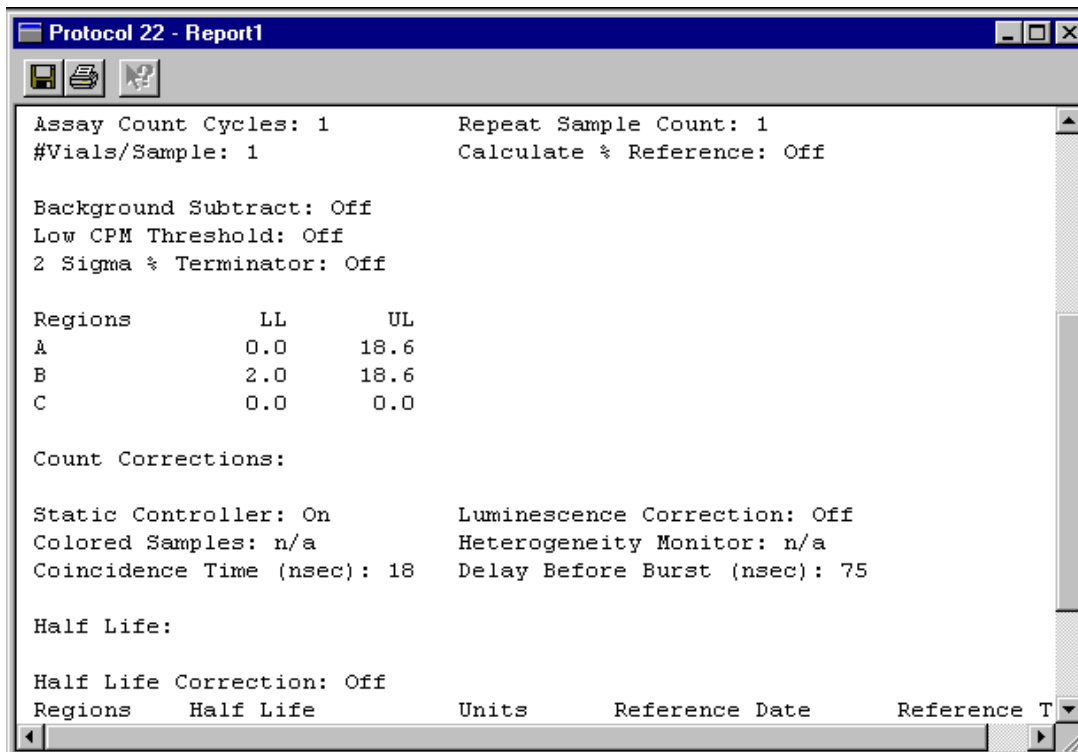 Protocol 22 - Report1
Assay Count Cycles: 1 Repeat Sample Count: 1
#Vials/Sample: 1 Calculate % Reference: Off
Background Subtract: Off
Low CPM Threshold: Off
2 Sigma % Terminator: Off
Regions LL UL
A 0.0 18.6
B 2.0 18.6
C 0.0 0.0
Count Corrections:
Static Controller: On Luminescence Correction: Off
Colored Samples: n/a Heterogeneity Monitor: n/a
Coincidence Time (nsec): 18 Delay Before Burst (nsec): 75
Half Life:
Half Life Correction: Off
Regions Half Life Units Reference Date Reference T